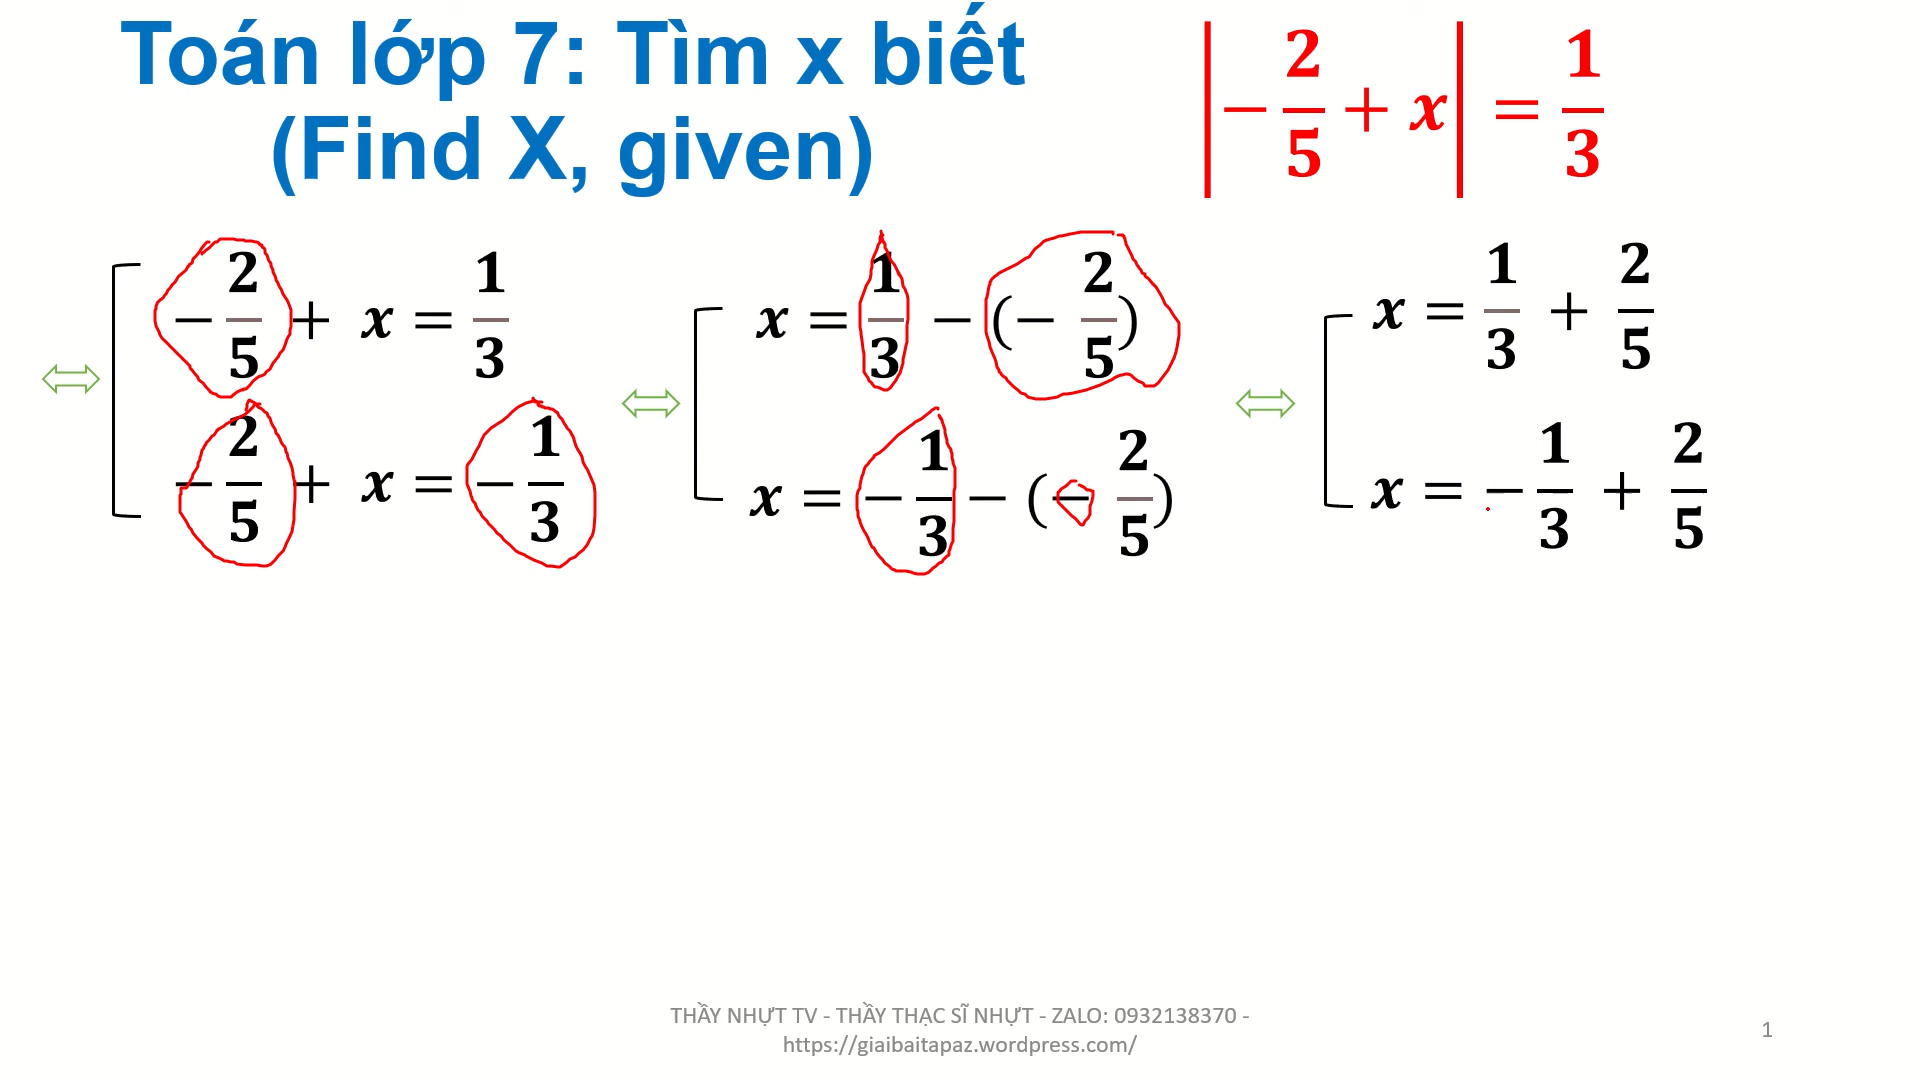 Toán lớp 7: Tìm x biết
(Find X, given)
|−2/5 + x| = 1/3
⇔ [ −2/5 + x = 1/3
−2/5 + x = −1/3
⇔ [ x = 1/3 − (− 2/5)
x = −1/3 − (− 2/5)
⇔ [ x = 1/3 + 2/5
x = −1/3 + 2/5
THẦY NHỰT TV - THẦY THẠC SĨ NHỰT - ZALO: 0932138370 -
https://giaibaitapaz.wordpress.com/
1